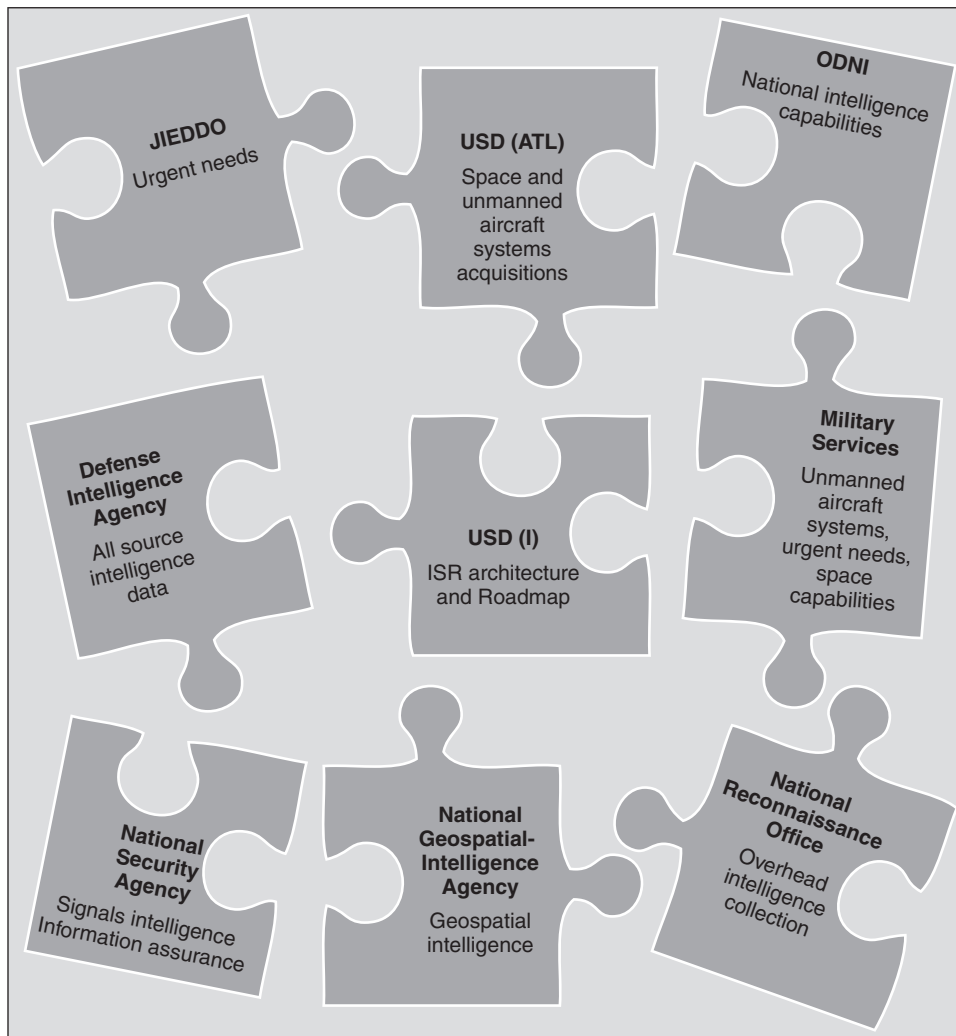 JIEDDO
Urgent needs
USD (ATL)
Space and
unmanned
aircraft
systems
acquisitions
ODNI
National intelligence
capabilities
Defense
Intelligence
Agency
All source
intelligence
data
USD (I)
ISR architecture
and Roadmap
Military
Services
Unmanned
aircraft
systems,
urgent needs,
space
capabilities
National
Security
Agency
Signals intelligence
Information assurance
National
Geospatial-
Intelligence
Agency
Geospatial
intelligence
National
Reconnaissance
Office
Overhead
intelligence
collection